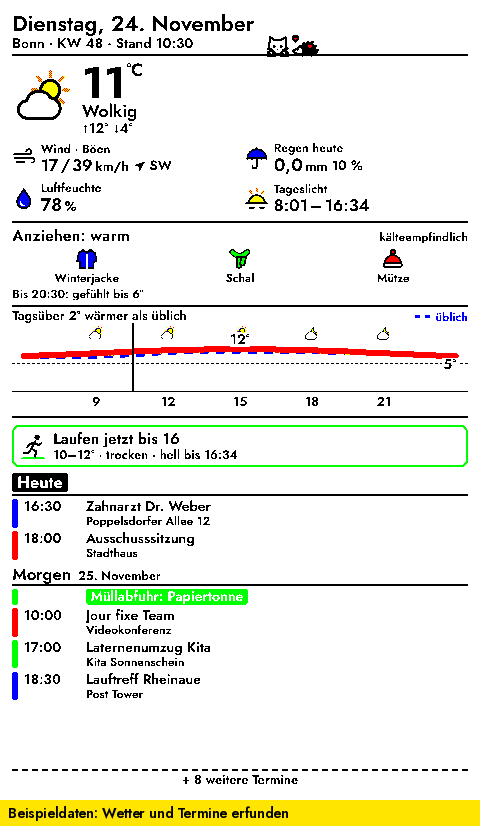 Dienstag, 24. November
Bonn · KW 48 · Stand 10:30
11°C
Wolkig
↑12° ↓4°
Wind · Böen
17/39 km/h SW
Regen heute
0,0 mm 10 %
Luftfeuchte
78 %
Tageslicht
8:01 – 16:34
Anziehen: warm
kälteempfindlich
Winterjacke
Schal
Mütze
Bis 20:30: gefühlt bis 6°
Tagsüber 2° wärmer als üblich
üblich
12°
5°
9 12 15 18 21
Laufen jetzt bis 16
10–12° · trocken · hell bis 16:34
Heute
16:30 Zahnarzt Dr. Weber
Poppelsdorfer Allee 12
18:00 Ausschusssitzung
Stadthaus
Morgen 25. November
Müllabfuhr: Papiertonne
10:00 Jour fixe Team
Videokonferenz
17:00 Laternenumzug Kita
Kita Sonnenschein
18:30 Lauftreff Rheinaue
Post Tower
+ 8 weitere Termine
Beispieldaten: Wetter und Termine erfunden